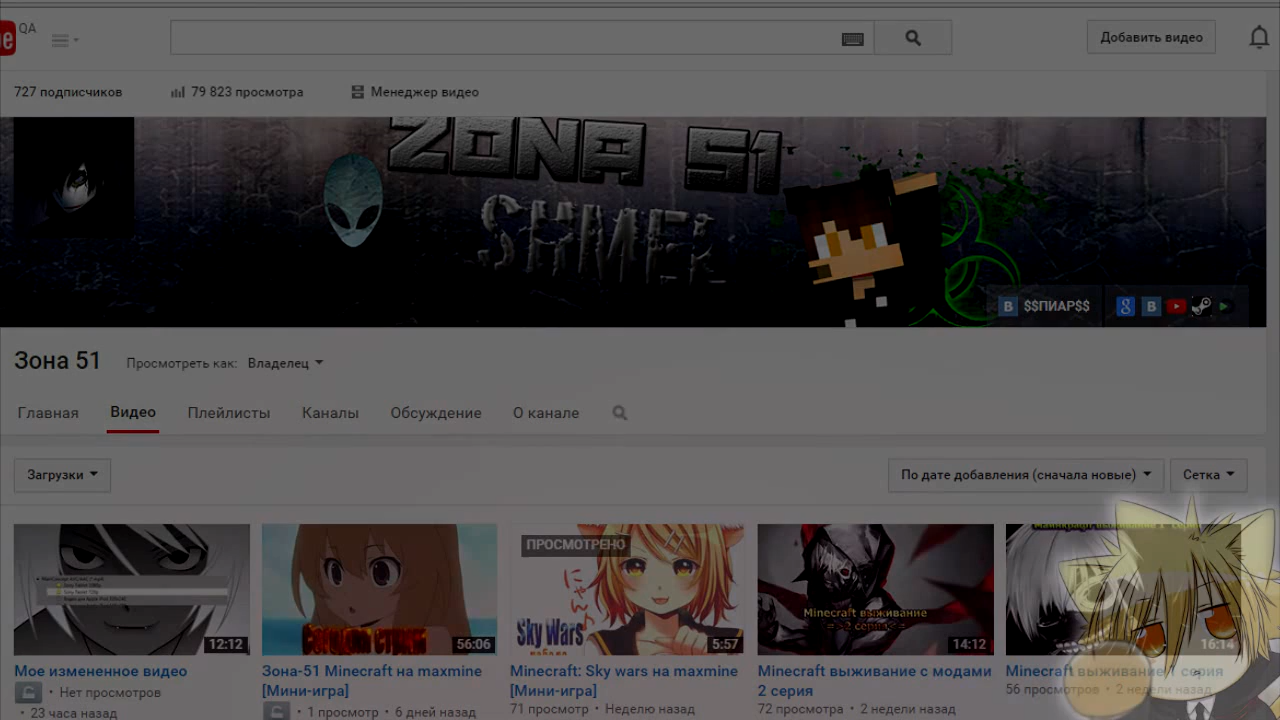 QA
Добавить видео
727 подписчиков 79 823 просмотра Менеджер видео
ZONA 51
SHMEL
$$ПИАР$$
Зона 51 Просмотреть как: Владелец
Главная Видео Плейлисты Каналы Обсуждение О канале
Загрузки По дате добавления (сначала новые) Сетка
ПРОСМОТРЕНО
Sky Wars
Minecraft выживание
= > 2 серия < =
12:12 56:06 5:57 14:12 16:14
Мое измененное видео
Нет просмотров
23 часа назад
Зона-51 Minecraft на maxmine
[Мини-игра]
1 просмотр • 6 дней назад
Minecraft: Sky wars на maxmine
[Мини-игра]
71 просмотр • Неделю назад
Minecraft выживание с модами
2 серия
72 просмотра • 2 недели назад
Minecraft выживание 1 серия
56 просмотров • 2 недели назад